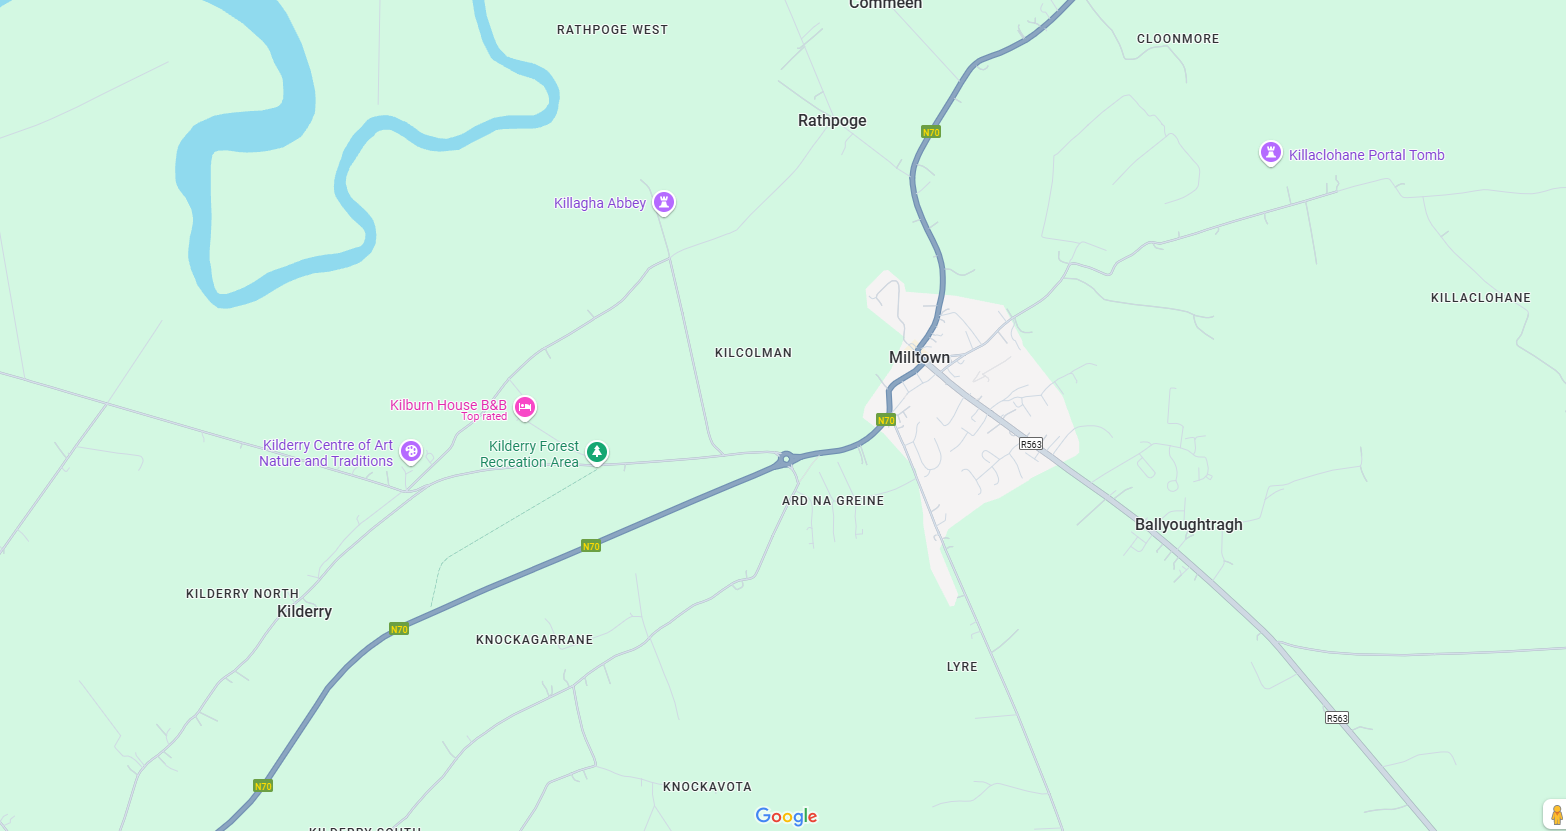 Commeen
RATHPOGE WEST
CLOONMORE
Rathpoge
N70
Killaclohane Portal Tomb
Killagha Abbey
KILLACLOHANE
KILCOLMAN
Milltown
Kilburn House B&B
Top rated
N70
Kilderry Centre of Art
Nature and Traditions
Kilderry Forest
Recreation Area
R563
ARD NA GREINE
Ballyoughtragh
N70
KILDERRY NORTH
Kilderry
N70
KNOCKAGARRANE
LYRE
R563
N70
KNOCKAVOTA
Google
KILDERRY SOUTH